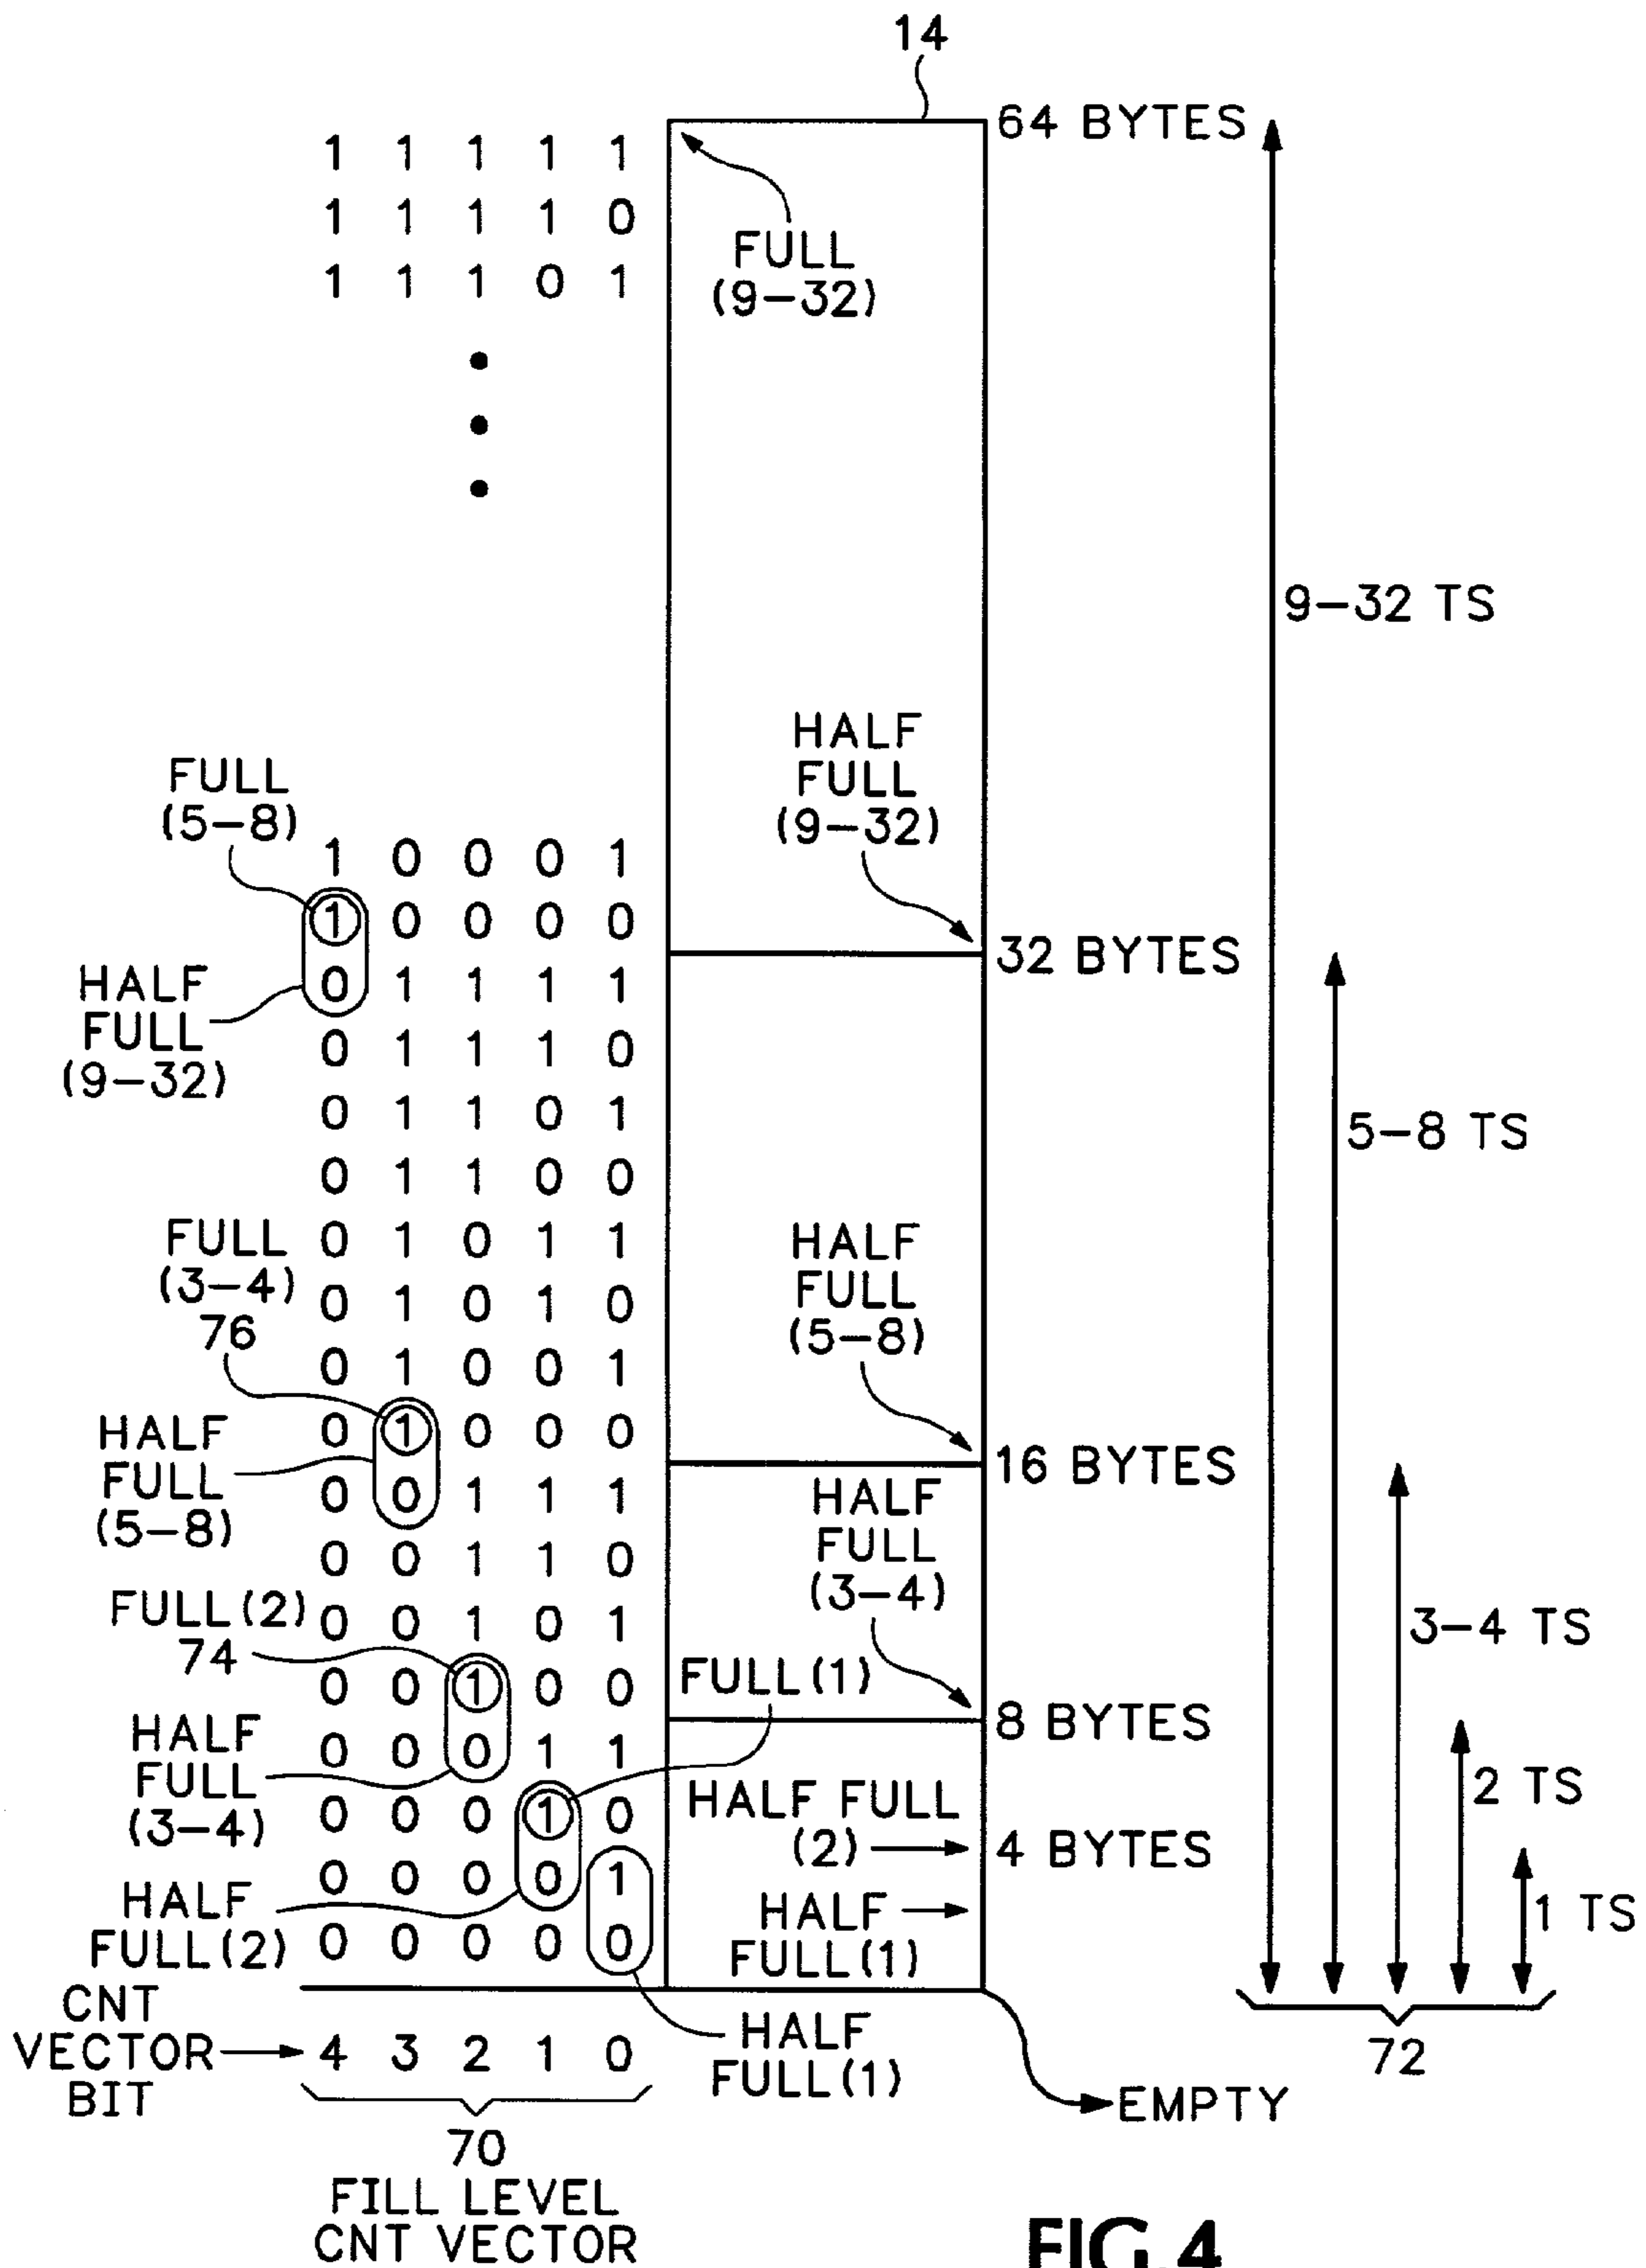 14
64 BYTES
1 1 1 1 1
1 1 1 1 0
1 1 1 0 1
FULL
(9-32)
9-32 TS
HALF
FULL
(9-32)
FULL
(5-8)
1 0 0 0 1
1 0 0 0 0
32 BYTES
0 1 1 1 1
HALF
FULL
(9-32)
0 1 1 1 0
0 1 1 0 1
5-8 TS
0 1 1 0 0
FULL
(3-4)
76
0 1 0 1 1
HALF
FULL
(5-8)
0 1 0 1 0
0 1 0 0 1
0 1 0 0 0
HALF
FULL
(5-8)
16 BYTES
0 0 1 1 1
HALF
FULL
(3-4)
0 0 1 1 0
FULL(2)
74
0 0 1 0 1
3-4 TS
FULL(1)
0 0 1 0 0
8 BYTES
HALF
FULL
(3-4)
0 0 0 1 1
2 TS
HALF FULL
(2)
0 0 0 1 0
4 BYTES
0 0 0 0 1
HALF
FULL(2)
HALF
FULL(1)
1 TS
0 0 0 0 0
CNT
VECTOR
BIT
4 3 2 1 0
HALF
FULL(1)
72
EMPTY
70
FILL LEVEL
CNT VECTOR
FIG.4